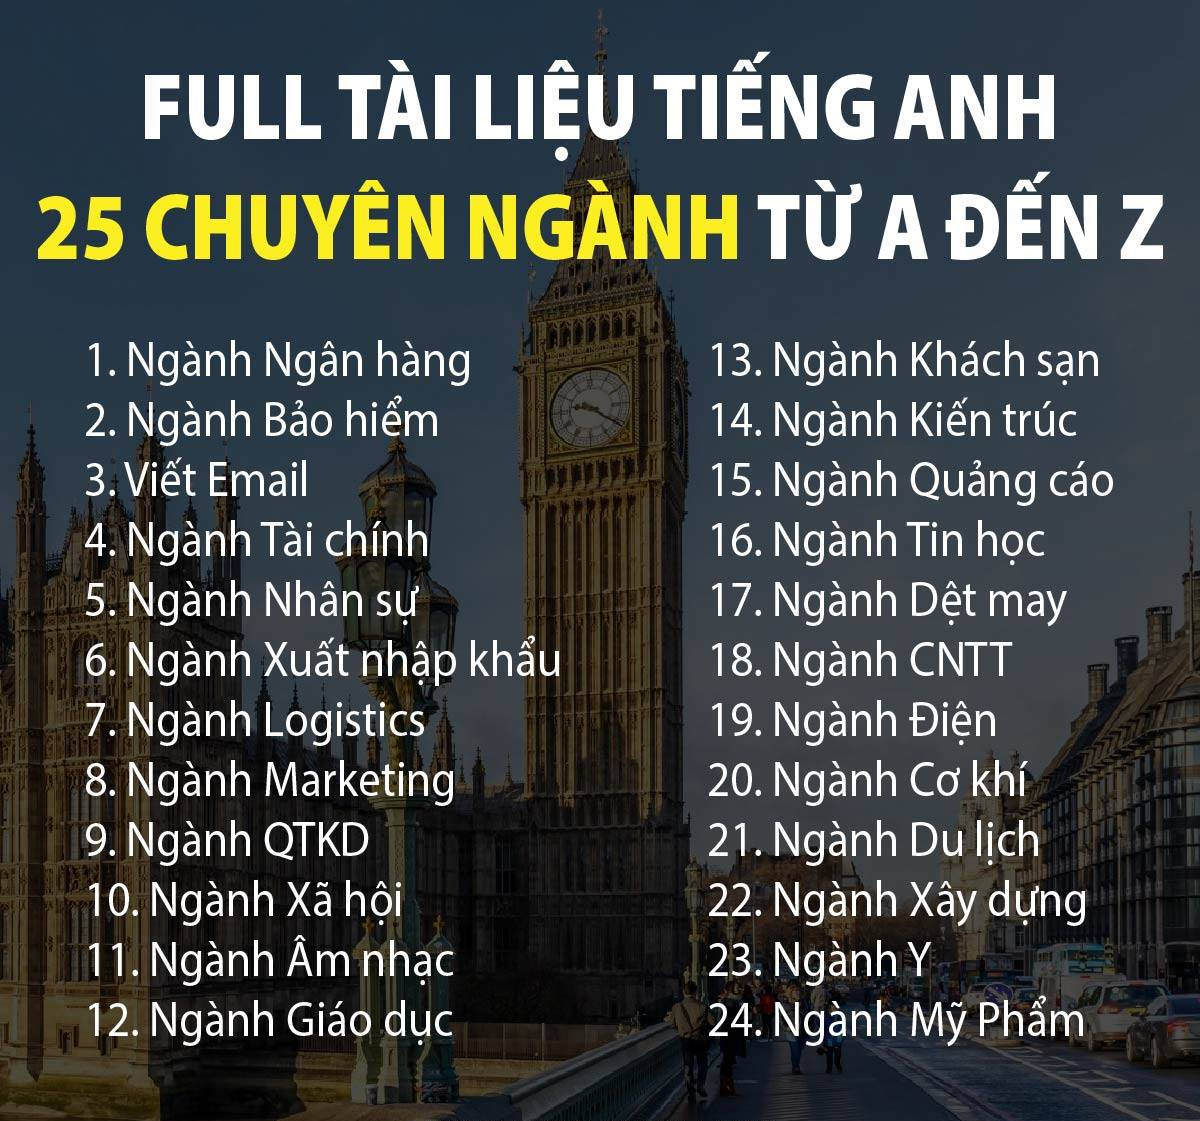 FULL TÀI LIỆU TIẾNG ANH
25 CHUYÊN NGÀNH TỪ A ĐẾN Z
1. Ngành Ngân hàng
2. Ngành Bảo hiểm
3. Viết Email
4. Ngành Tài chính
5. Ngành Nhân sự
6. Ngành Xuất nhập khẩu
7. Ngành Logistics
8. Ngành Marketing
9. Ngành QTKD
10. Ngành Xã hội
11. Ngành Âm nhạc
12. Ngành Giáo dục
13. Ngành Khách sạn
14. Ngành Kiến trúc
15. Ngành Quảng cáo
16. Ngành Tin học
17. Ngành Dệt may
18. Ngành CNTT
19. Ngành Điện
20. Ngành Cơ khí
21. Ngành Du lịch
22. Ngành Xây dựng
23. Ngành Y
24. Ngành Mỹ Phẩm